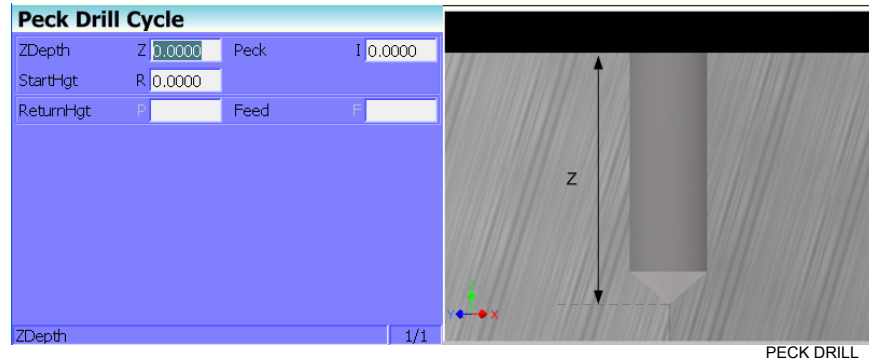 Peck Drill Cycle
ZDepth Z 0.0000 Peck I 0.0000
StartHgt R 0.0000
ReturnHgt P Feed F
Z
Z
Y X
ZDepth 1/1
PECK DRILL